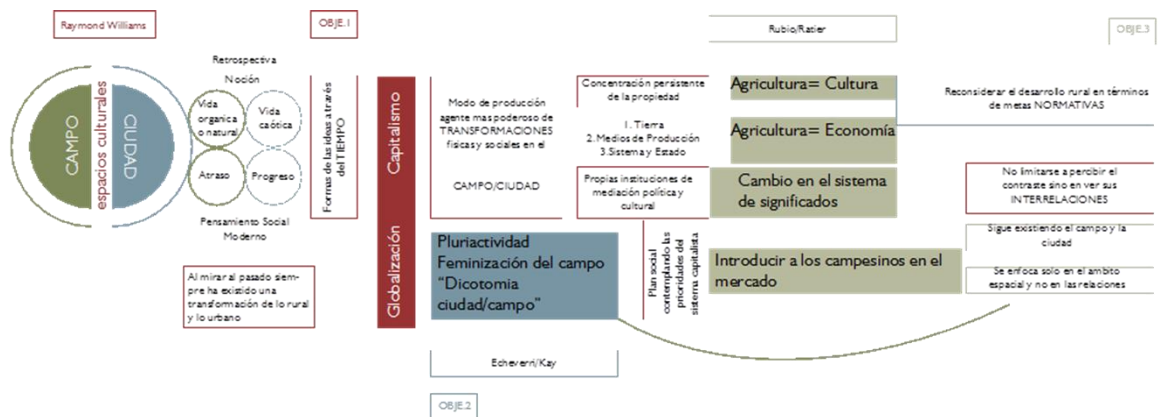 Raymond Williams
OBJE.1
CAMPO
espacios culturales
CIUDAD
Retrospectiva
Noción
Vida
organica
o natural
Vida
caótica
Atraso
Progreso
Pensamiento Social
Moderno
Al mirar al pasado siem-
pre ha existido una
transformación de lo rural
y lo urbano
Formas de las ideas a través
del TIEMPO
Capitalismo
Globalización
Modo de producción
agente mas poderoso de
TRANSFORMACIONES
físicas y sociales en el
CAMPO/CIUDAD
Pluriactividad
Feminización del campo
“Dicotomia
ciudad/campo”
Echeverri/Kay
OBJE.2
Concentración persistente
de la propiedad
1. Tierra
2. Medios de Producción
3.Sistema y Estado
Propias instituciones de
mediación política y
cultural
Plan social
contemplando las
prioridades del
sistema capitalista
Rubio/Ratier
Agricultura= Cultura
Agricultura= Economía
Cambio en el sistema
de significados
Introducir a los campesinos en el
mercado
OBJE.3
Reconsiderar el desarrollo rural en términos
de metas NORMATIVAS
No limitarse a percibir el
contraste sino en ver sus
INTERRELACIONES
Sigue existiendo el campo y la
ciudad
Se enfoca solo en el ambito
espacial y no en las relaciones